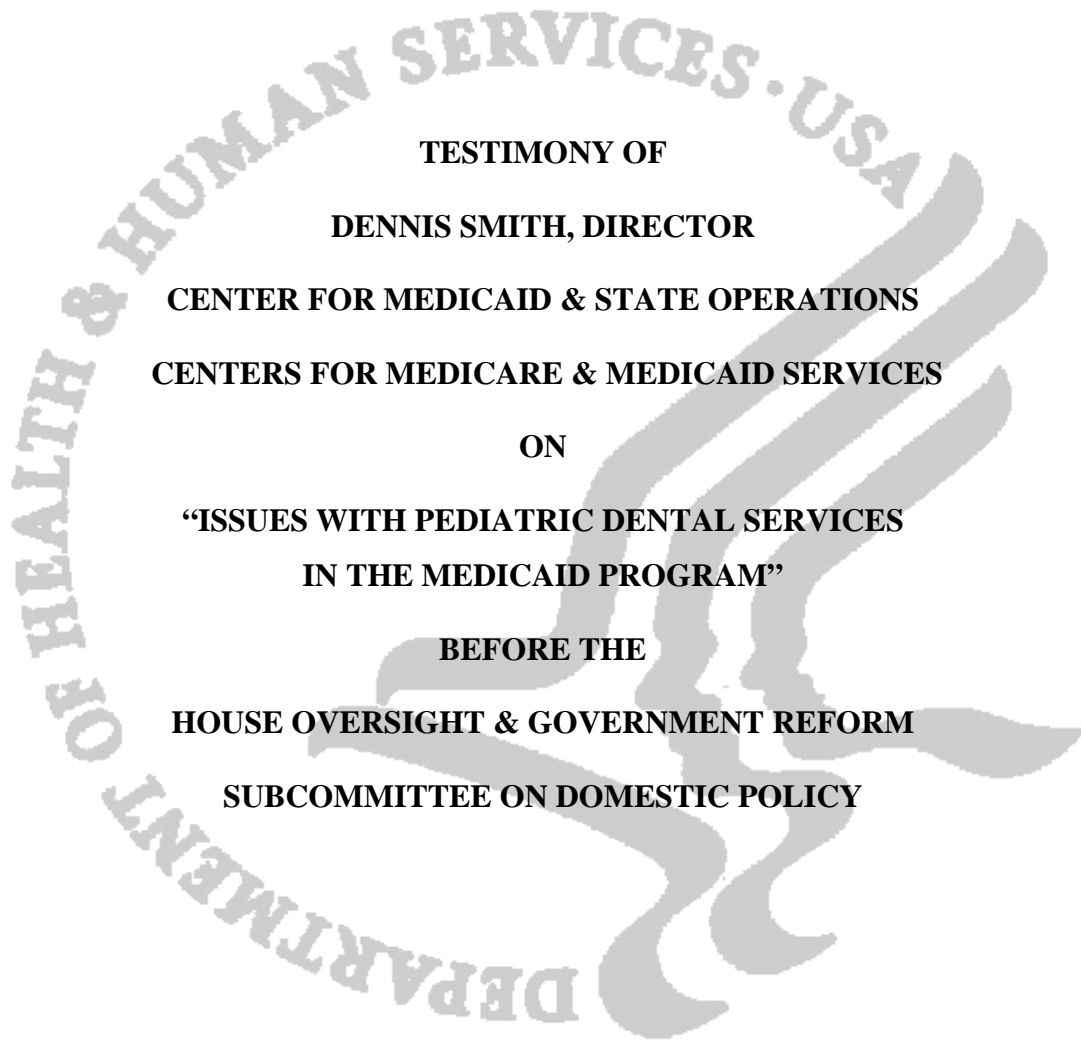 DEPARTMENT OF HEALTH & HUMAN SERVICES · USA
TESTIMONY OF
DENNIS SMITH, DIRECTOR
CENTER FOR MEDICAID & STATE OPERATIONS
CENTERS FOR MEDICARE & MEDICAID SERVICES
ON
“ISSUES WITH PEDIATRIC DENTAL SERVICES
IN THE MEDICAID PROGRAM”
BEFORE THE
HOUSE OVERSIGHT & GOVERNMENT REFORM
SUBCOMMITTEE ON DOMESTIC POLICY